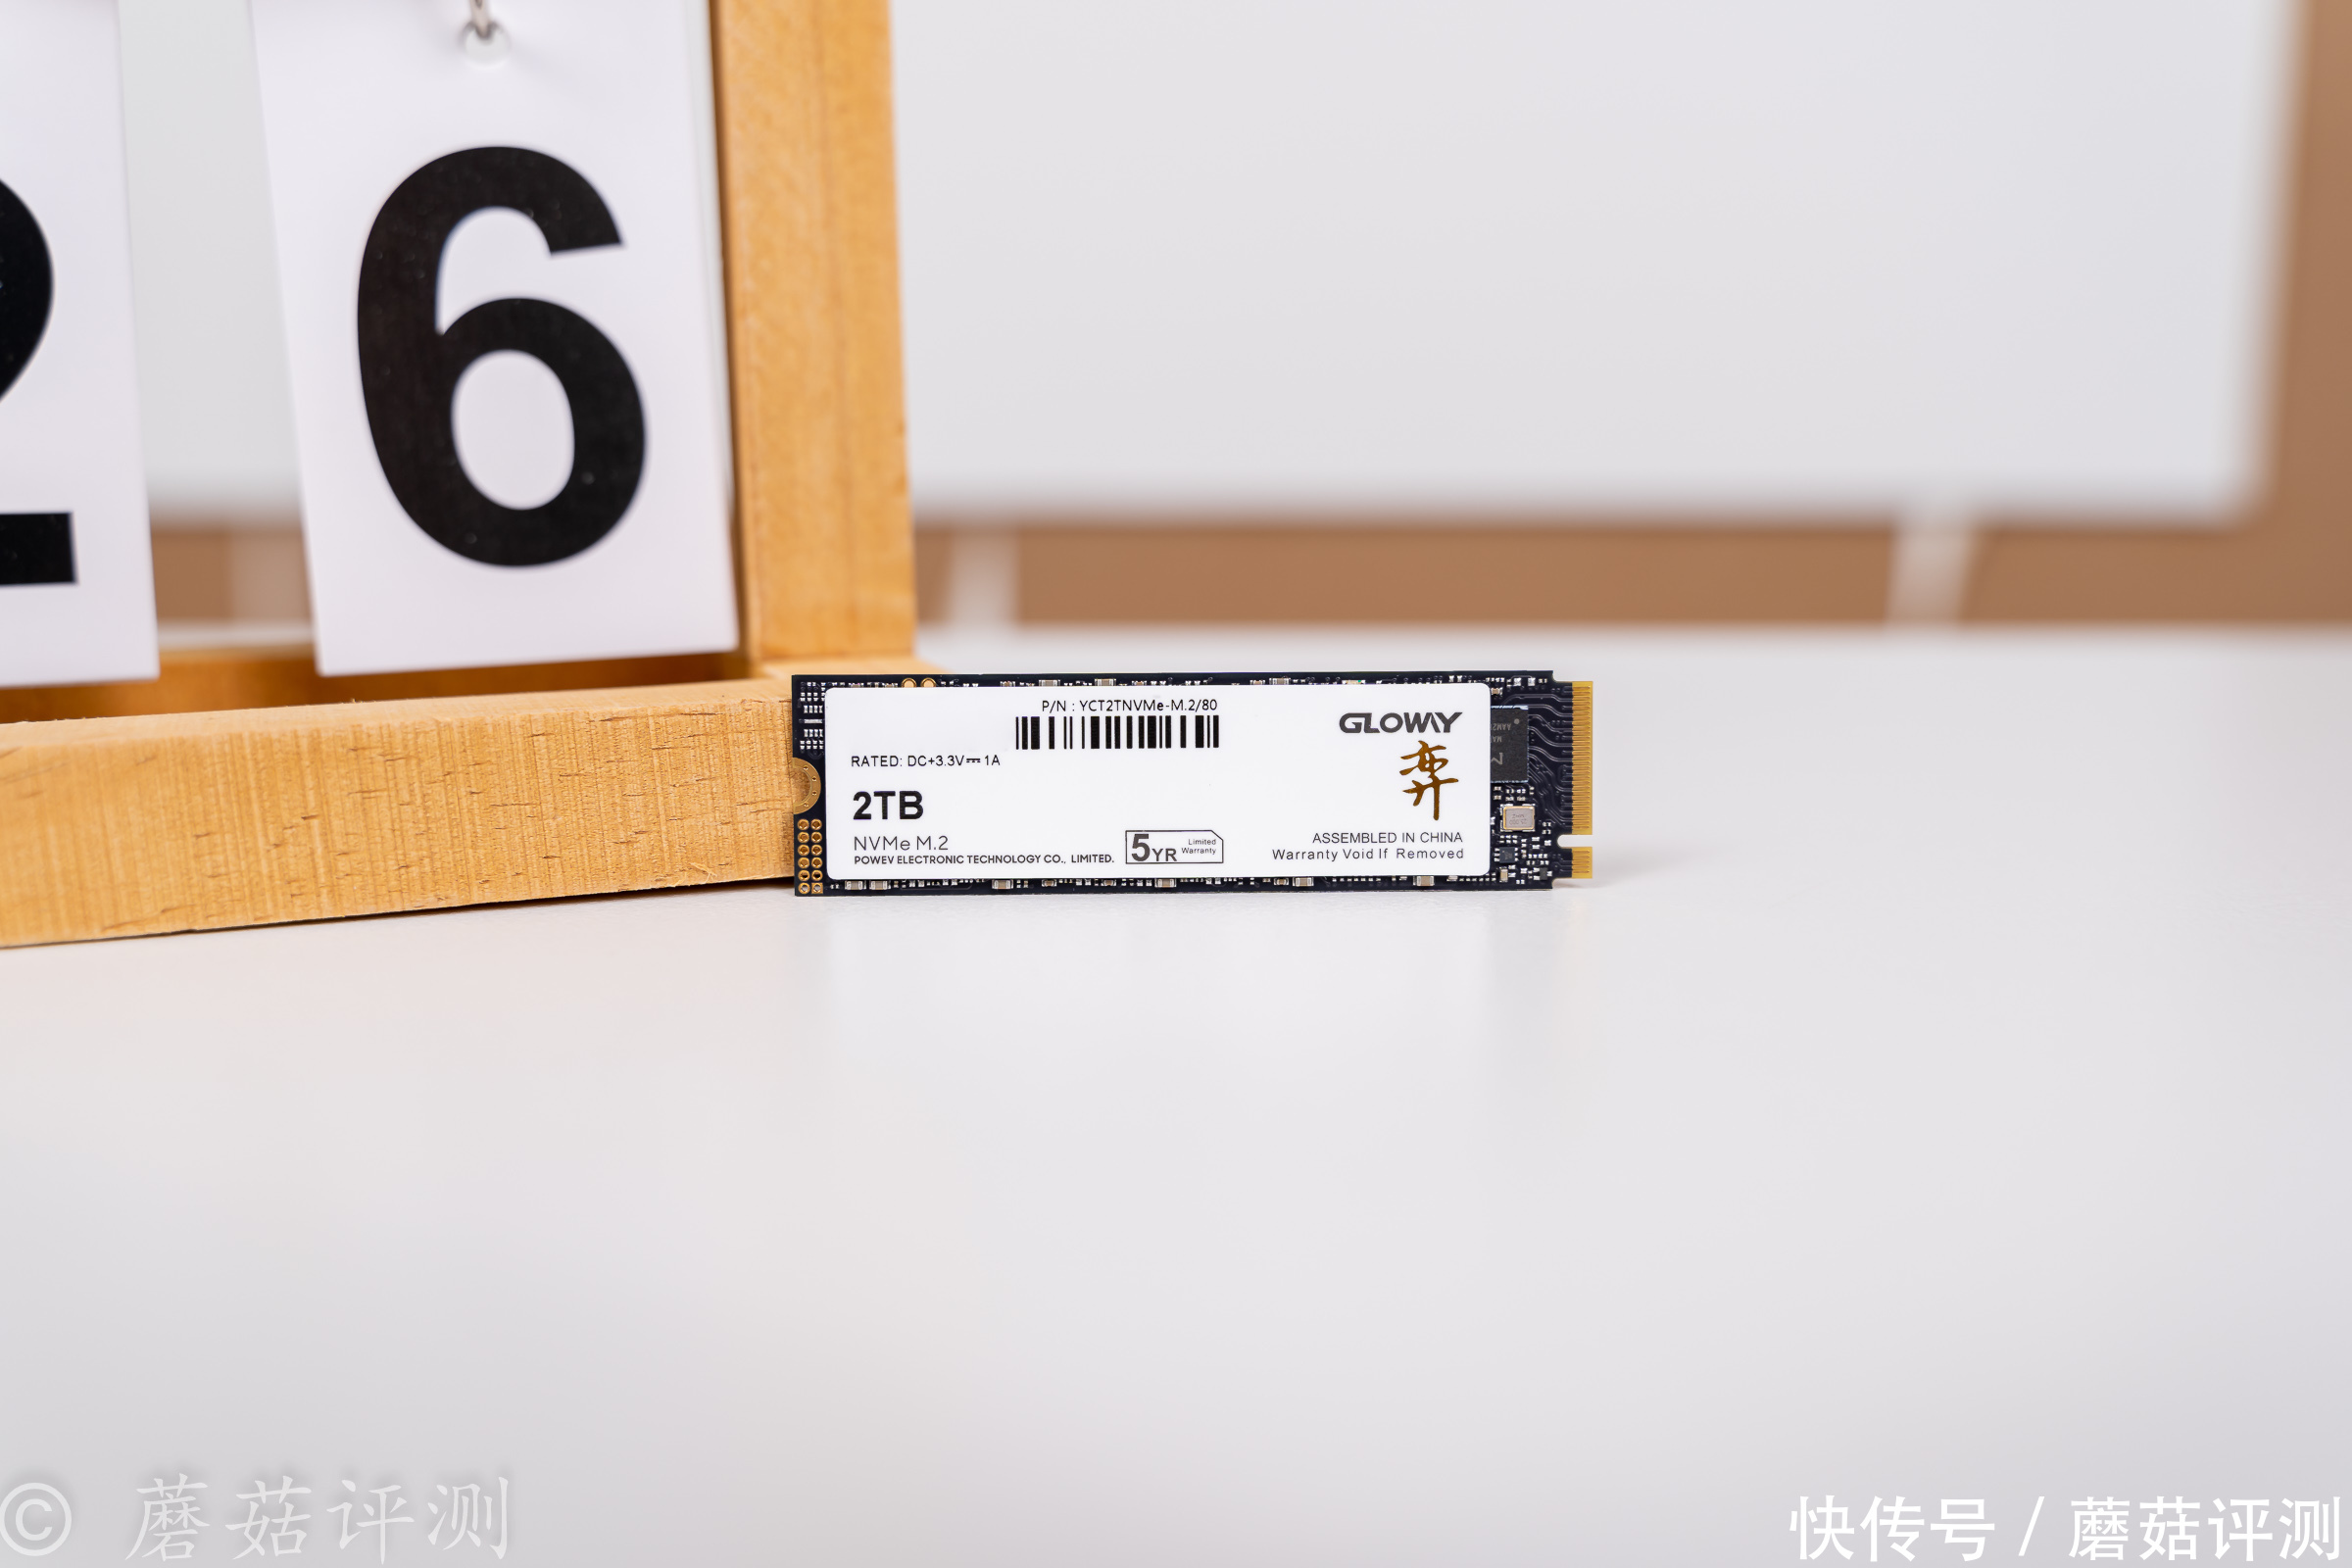 2
6
P/N : YCT2TNVMe-M.2/80
GLOWAY
弈
RATED: DC+3.3V⎓1A
2TB
NVMe M.2
POWEV ELECTRONIC TECHNOLOGY CO., LIMITED.
5YR Limited Warranty
ASSEMBLED IN CHINA
Warranty Void If Removed
© 蘑菇评测
快传号 / 蘑菇评测